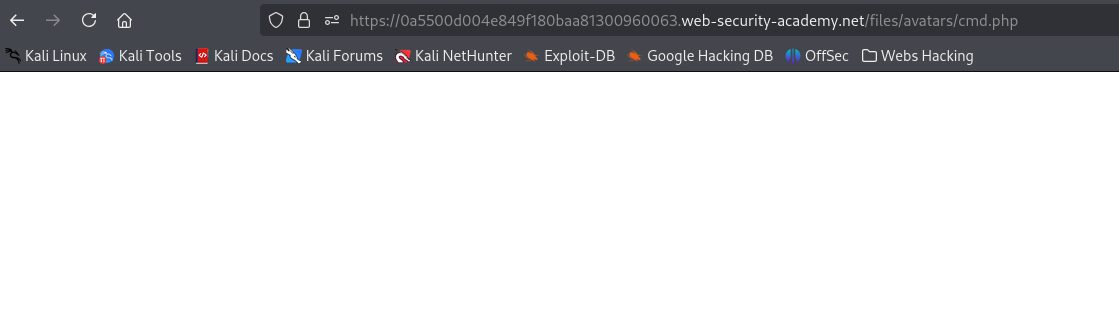 https://0a5500d004e849f180baa81300960063.web-security-academy.net/files/avatars/cmd.php
Kali Linux Kali Tools Kali Docs Kali Forums Kali NetHunter Exploit-DB Google Hacking DB OffSec Webs Hacking